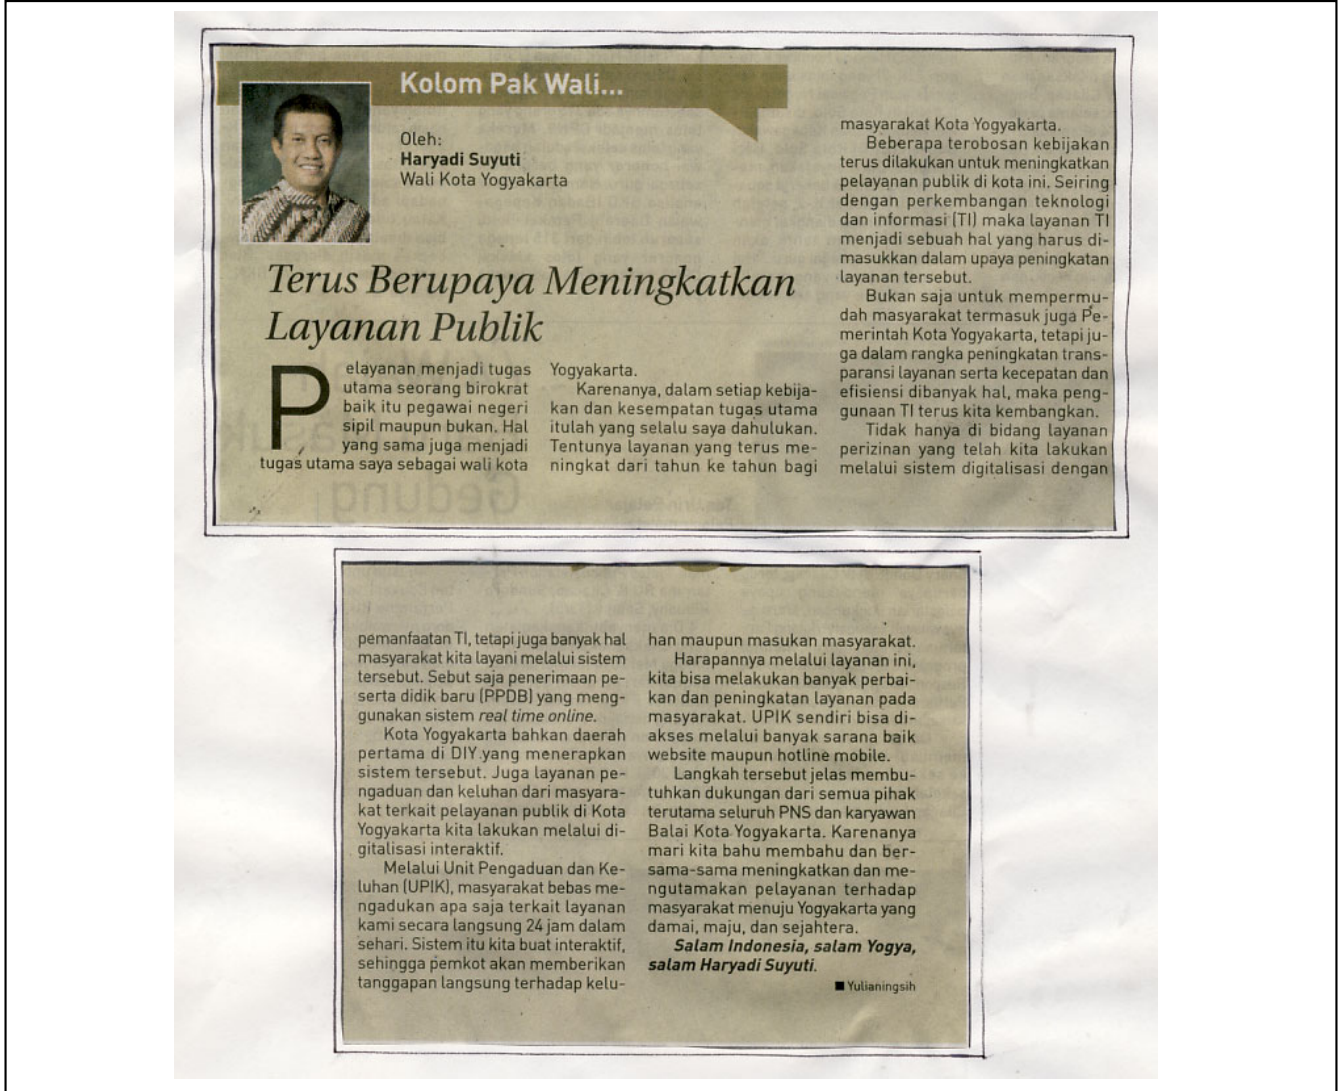 Kolom Pak Wali...
Oleh:
Haryadi Suyuti
Wali Kota Yogyakarta
Terus Berupaya Meningkatkan
Layanan Publik
Pelayanan menjadi tugas
utama seorang birokrat
baik itu pegawai negeri
sipil maupun bukan. Hal
yang sama juga menjadi
tugas utama saya sebagai wali kota
Yogyakarta.
Karenanya, dalam setiap kebija-
kan dan kesempatan tugas utama
itulah yang selalu saya dahulukan.
Tentunya layanan yang terus me-
ningkat dari tahun ke tahun bagi
masyarakat Kota Yogyakarta.
Beberapa terobosan kebijakan
terus dilakukan untuk meningkatkan
pelayanan publik di kota ini. Seiring
dengan perkembangan teknologi
dan informasi (TI) maka layanan TI
menjadi sebuah hal yang harus di-
masukkan dalam upaya peningkatan
layanan tersebut.
Bukan saja untuk mempermu-
dah masyarakat termasuk juga Pe-
merintah Kota Yogyakarta, tetapi ju-
ga dalam rangka peningkatan trans-
paransi layanan serta kecepatan dan
efisiensi dibanyak hal, maka peng-
gunaan TI terus kita kembangkan.
Tidak hanya di bidang layanan
perizinan yang telah kita lakukan
melalui sistem digitalisasi dengan
pemanfaatan TI, tetapi juga banyak hal
masyarakat kita layani melalui sistem
tersebut. Sebut saja penerimaan pe-
serta didik baru (PPDB) yang meng-
gunakan sistem real time online.
Kota Yogyakarta bahkan daerah
pertama di DIY yang menerapkan
sistem tersebut. Juga layanan pe-
ngaduan dan keluhan dari masyara-
kat terkait pelayanan publik di Kota
Yogyakarta kita lakukan melalui di-
gitalisasi interaktif.
Melalui Unit Pengaduan dan Ke-
luhan (UPIK), masyarakat bebas me-
ngadukan apa saja terkait layanan
kami secara langsung 24 jam dalam
sehari. Sistem itu kita buat interaktif,
sehingga pemkot akan memberikan
tanggapan langsung terhadap kelu-
han maupun masukan masyarakat.
Harapannya melalui layanan ini,
kita bisa melakukan banyak perbai-
kan dan peningkatan layanan pada
masyarakat. UPIK sendiri bisa di-
akses melalui banyak sarana baik
website maupun hotline mobile.
Langkah tersebut jelas membu-
tuhkan dukungan dari semua pihak
terutama seluruh PNS dan karyawan
Balai Kota Yogyakarta. Karenanya
mari kita bahu membahu dan ber-
sama-sama meningkatkan dan me-
ngutamakan pelayanan terhadap
masyarakat menuju Yogyakarta yang
damai, maju, dan sejahtera.
Salam Indonesia, salam Yogya,
salam Haryadi Suyuti.
■ Yulianingsih